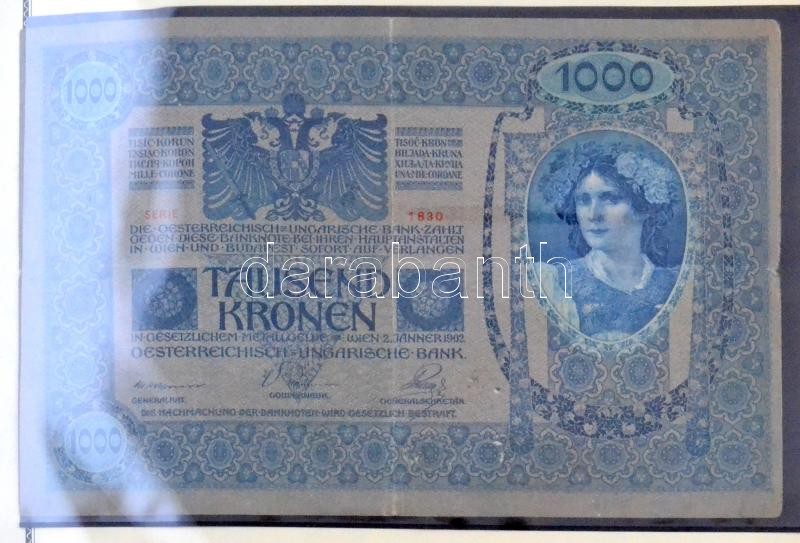 1000
1000
TISÍC KORUN
TYSIĄC KORON
ТИСЯЧ КОРОН
MILLE CORONE
TISOČ KRON
HILJADA KRUNA
ХИЉАДА КРУНА
UNA MIE COROANE
SERIE 1830
DIE OESTERREICHISCH=UNGARISCHE BANK ZAHLT
GEGEN DIESE BANKNOTE BEI IHREN HAUPTANSTALTEN
IN WIEN UND BUDAPEST SOFORT AUF VERLANGEN
TAUSEND
KRONEN
IN GESETZLICHEM METALLGELDE WIEN 2. JÄNNER 1902.
OESTERREICHISCH=UNGARISCHE BANK.
GENERALRAT. GOUVERNEUR. GENERALSEKRETÄR.
DIE NACHMACHUNG DER BANKNOTEN WIRD GESETZLICH BESTRAFT.
1000
darabanth